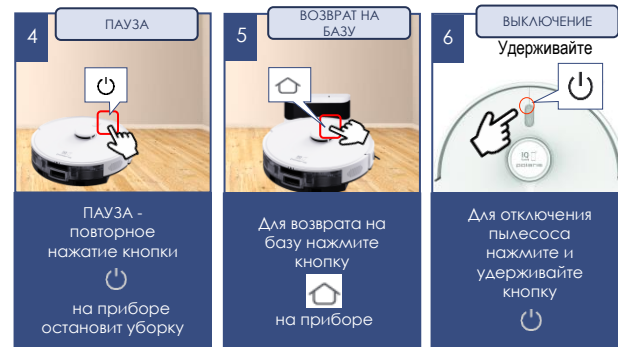 4
ПАУЗА
ПАУЗА -
повторное
нажатие кнопки
на приборе
остановит уборку
5
ВОЗВРАТ НА
БАЗУ
Для возврата на
базу нажмите
кнопку
на приборе
6
ВЫКЛЮЧЕНИЕ
Удерживайте
IQ
Для отключения
пылесоса
нажмите и
удерживайте
кнопку